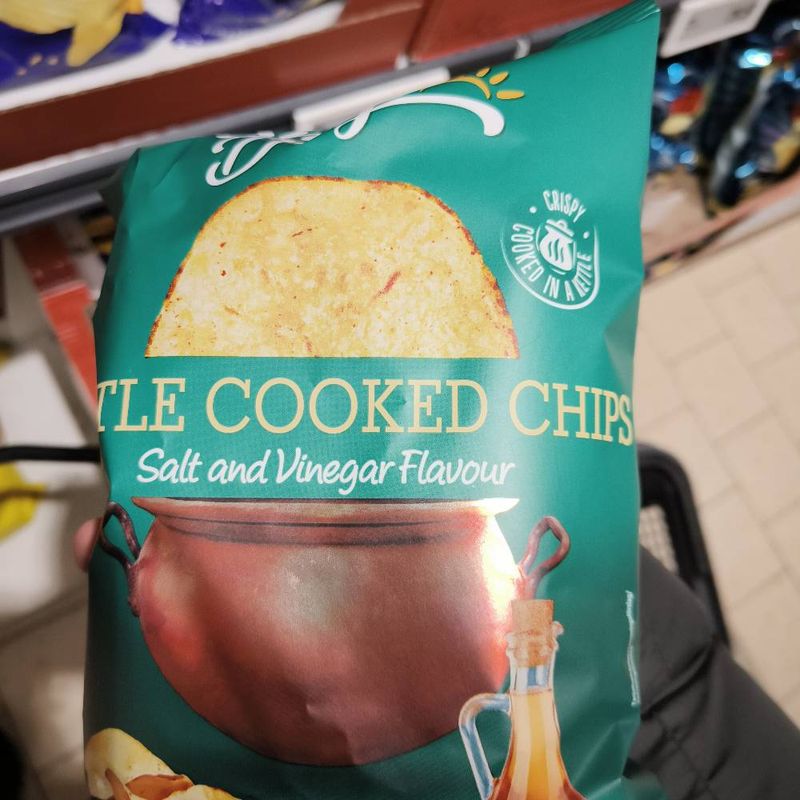 CRISPY
COOKED IN A KETTLE
TLE COOKED CHIPS
Salt and Vinegar Flavour